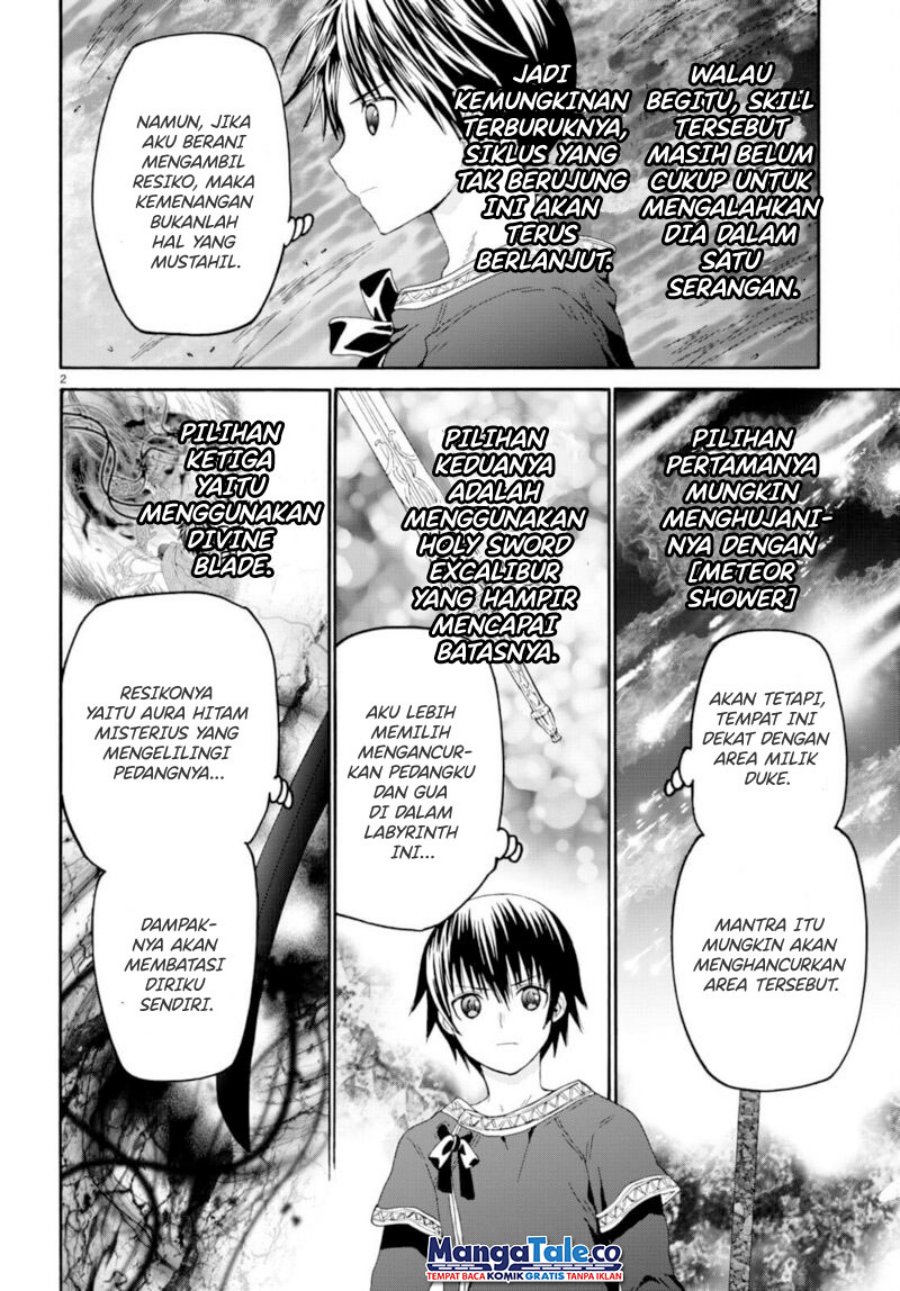 WALAU
BEGITU, SKILL
TERSEBUT
MASIH BELUM
CUKUP UNTUK
MENGALAHKAN
DIA DALAM
SATU
SERANGAN.
JADI
KEMUNGKINAN
TERBURUKNYA,
SIKLUS YANG
TAK BERUJUNG
INI AKAN
TERUS
BERLANJUT.
NAMUN, JIKA
AKU BERANI
MENGAMBIL
RESIKO, MAKA
KEMENANGAN
BUKANLAH
HAL YANG
MUSTAHIL.
2
PILIHAN
PERTAMANYA
MUNGKIN
MENGHUJANI-
NYA DENGAN
[METEOR
SHOWER]
AKAN TETAPI,
TEMPAT INI
DEKAT DENGAN
AREA MILIK
DUKE.
MANTRA ITU
MUNGKIN AKAN
MENGHANCURKAN
AREA TERSEBUT.
PILIHAN
KEDUANYA
ADALAH
MENGGUNAKAN
HOLY SWORD
EXCALIBUR
YANG HAMPIR
MENCAPAI
BATASNYA.
AKU LEBIH
MEMILIH
MENGANCUR-
KAN PEDANGKU
DAN GUA
DI DALAM
LABYRINTH
INI...
PILIHAN
KETIGA
YAITU
MENGGUNAKAN
DIVINE
BLADE.
RESIKONYA
YAITU AURA HITAM
MISTERIUS YANG
MENGELILINGI
PEDANGNYA...
DAMPAK-
NYA AKAN
MEMBATASI
DIRIKU
SENDIRI.
MangaTale.co
TEMPAT BACA KOMIK GRATIS TANPA IKLAN